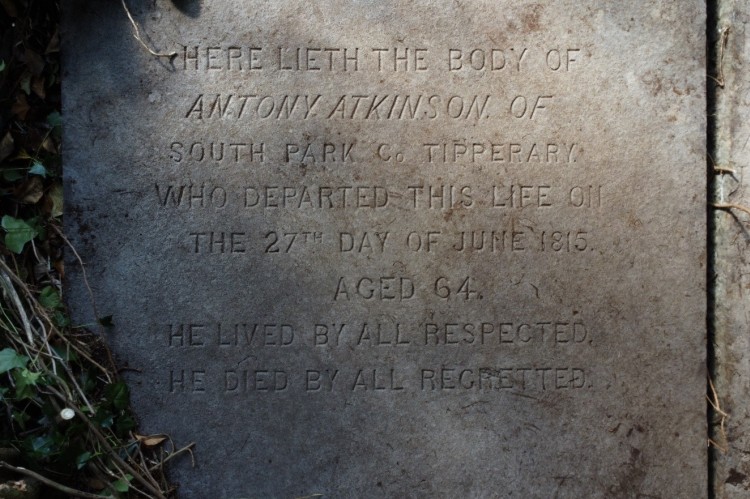 HERE LIETH THE BODY OF
ANTONY ATKINSON. OF
SOUTH PARK Co TIPPERARY.
WHO DEPARTED THIS LIFE ON
THE 27TH DAY OF JUNE 1815.
AGED 64.
HE LIVED BY ALL RESPECTED.
HE DIED BY ALL REGRETTED.